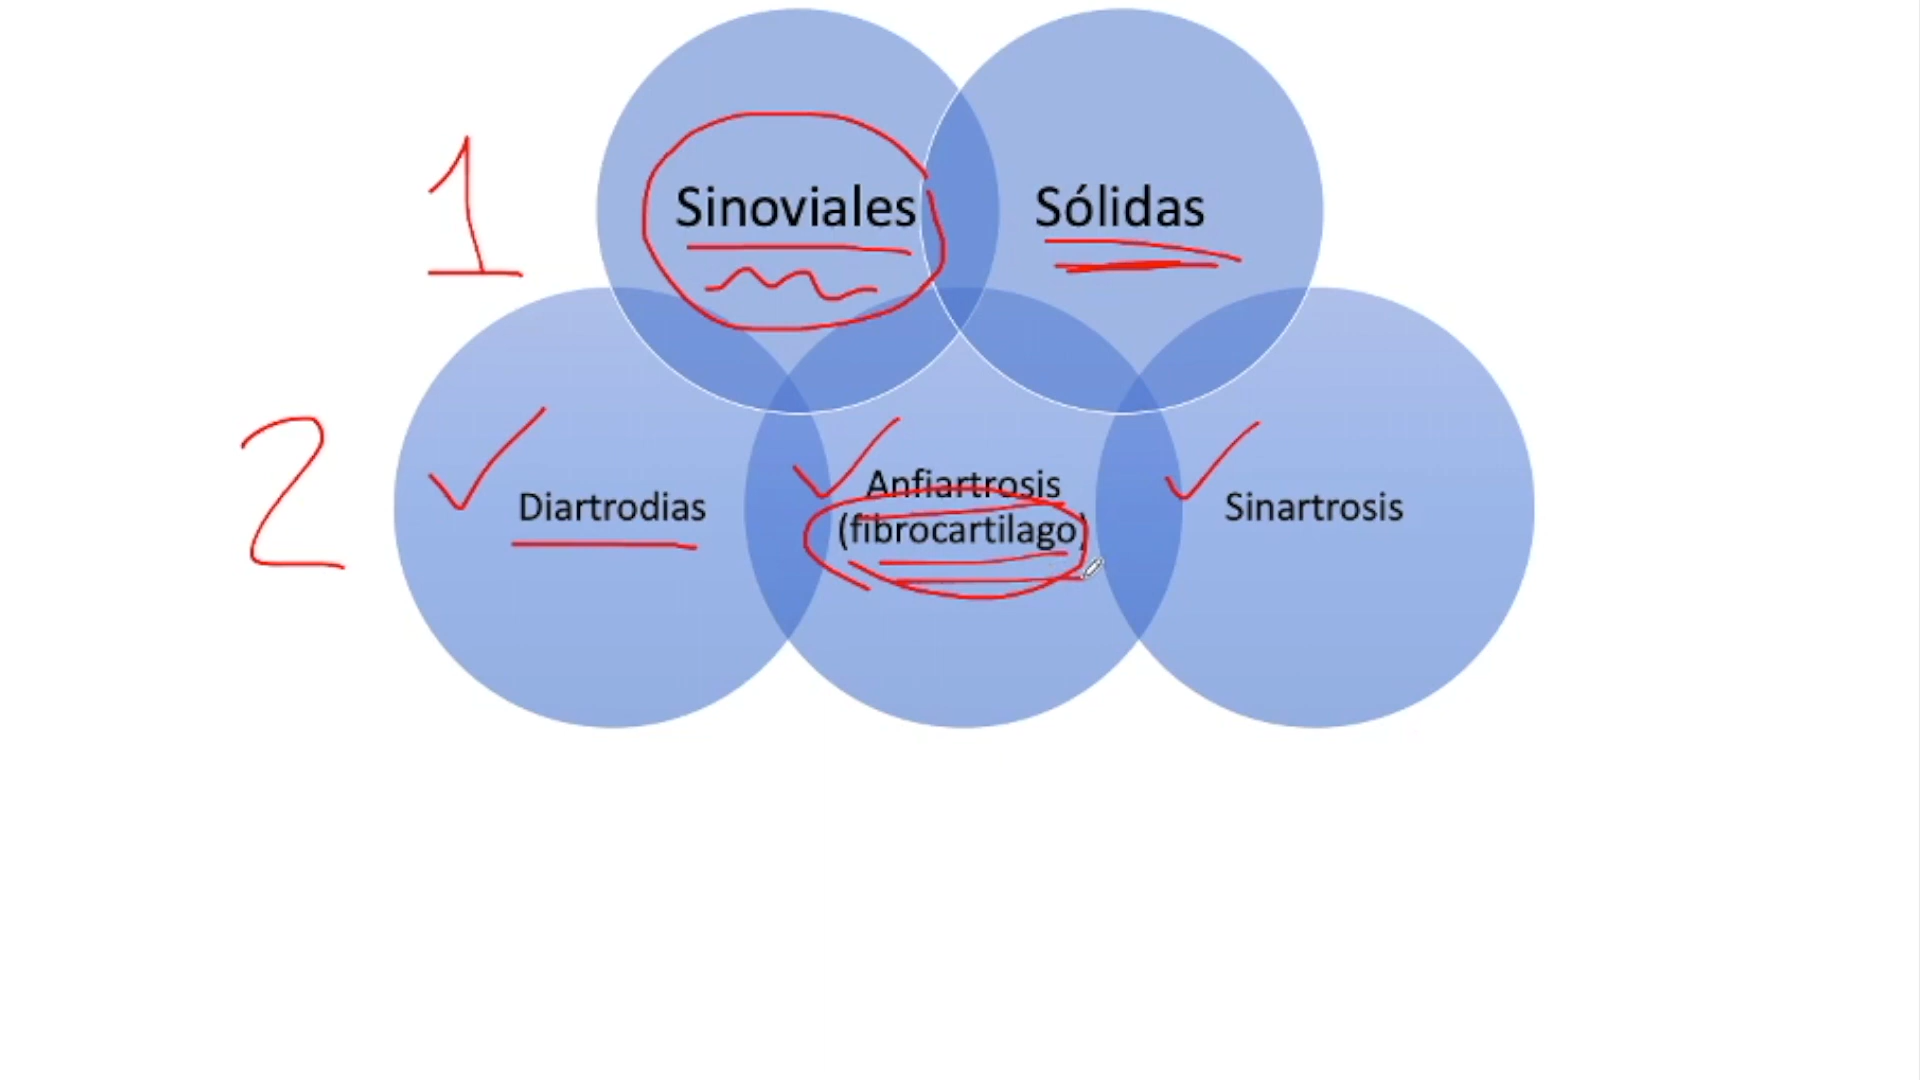 1
Sinoviales
Sólidas
2
Diartrodias
Anfiartrosis
(fibrocartilago)
Sinartrosis